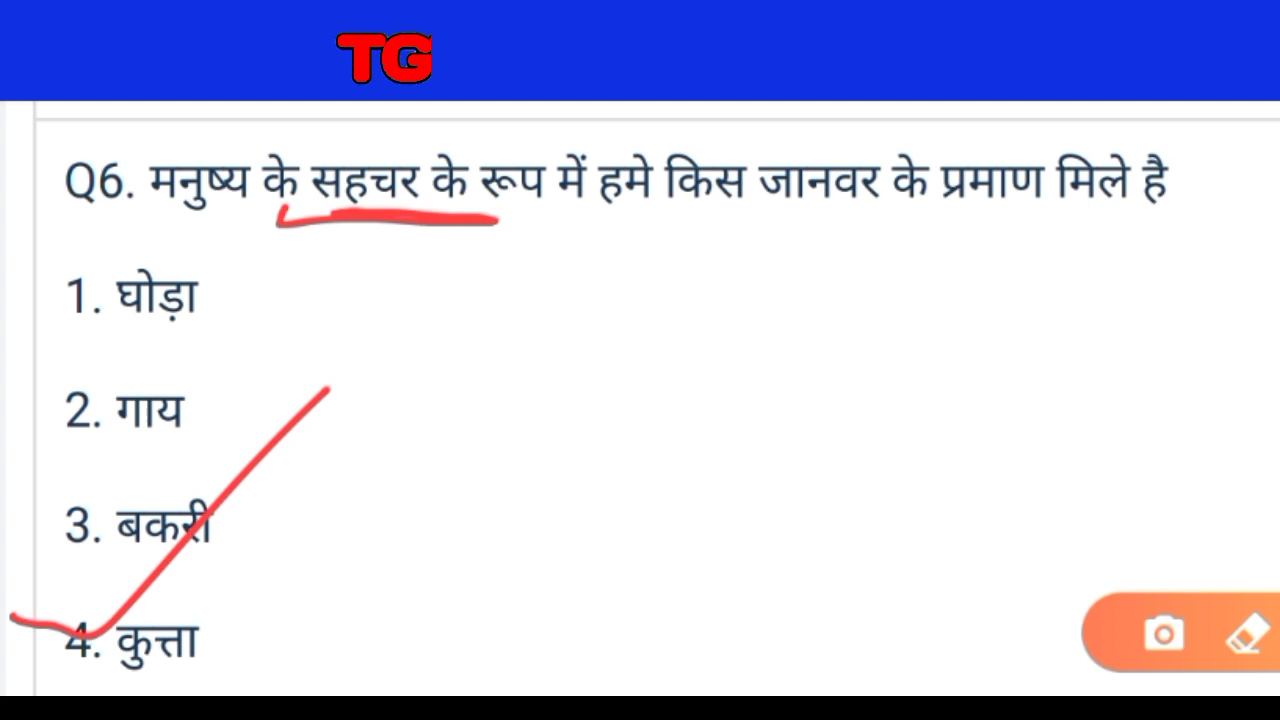 TG
Q6. मनुष्य के सहचर के रूप में हमे किस जानवर के प्रमाण मिले है
1. घोड़ा
2. गाय
3. बकरी
4. कुत्ता